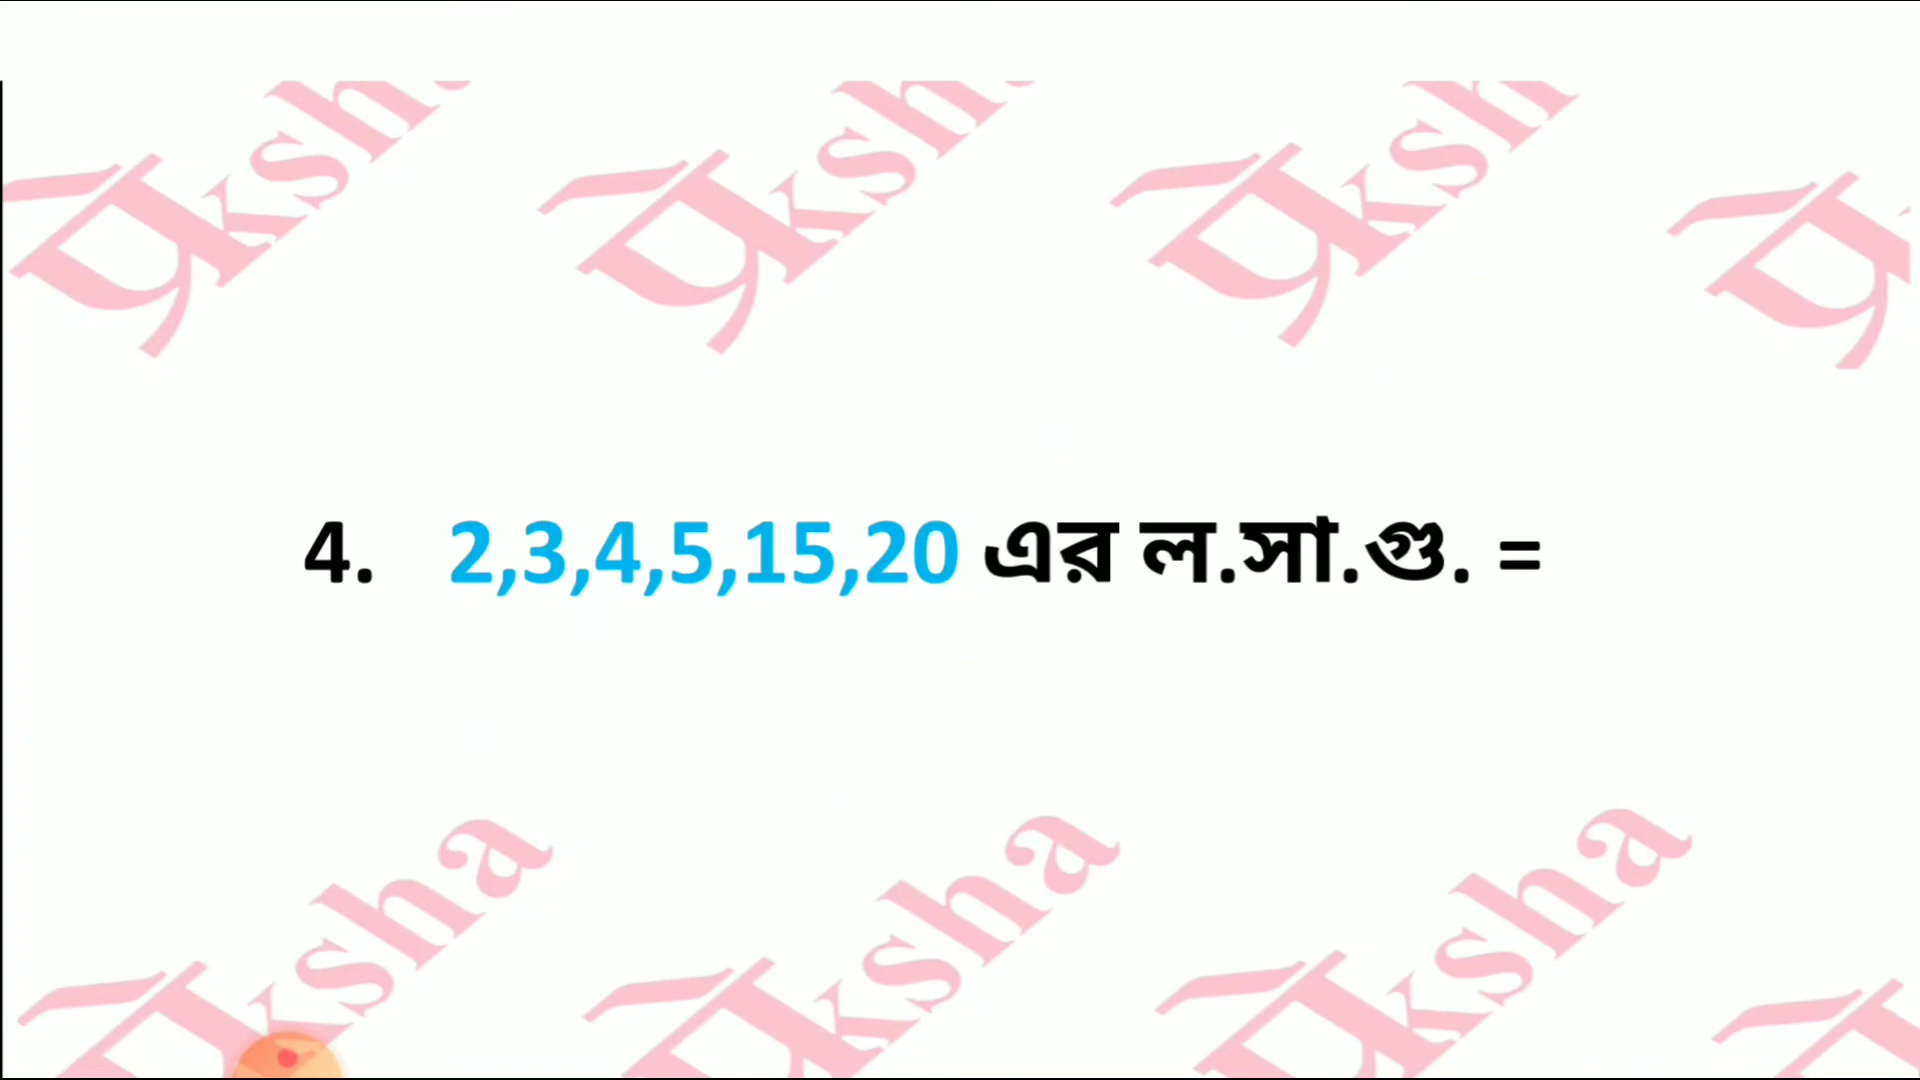 4. 2,3,4,5,15,20 এর ল.সা.গু. =